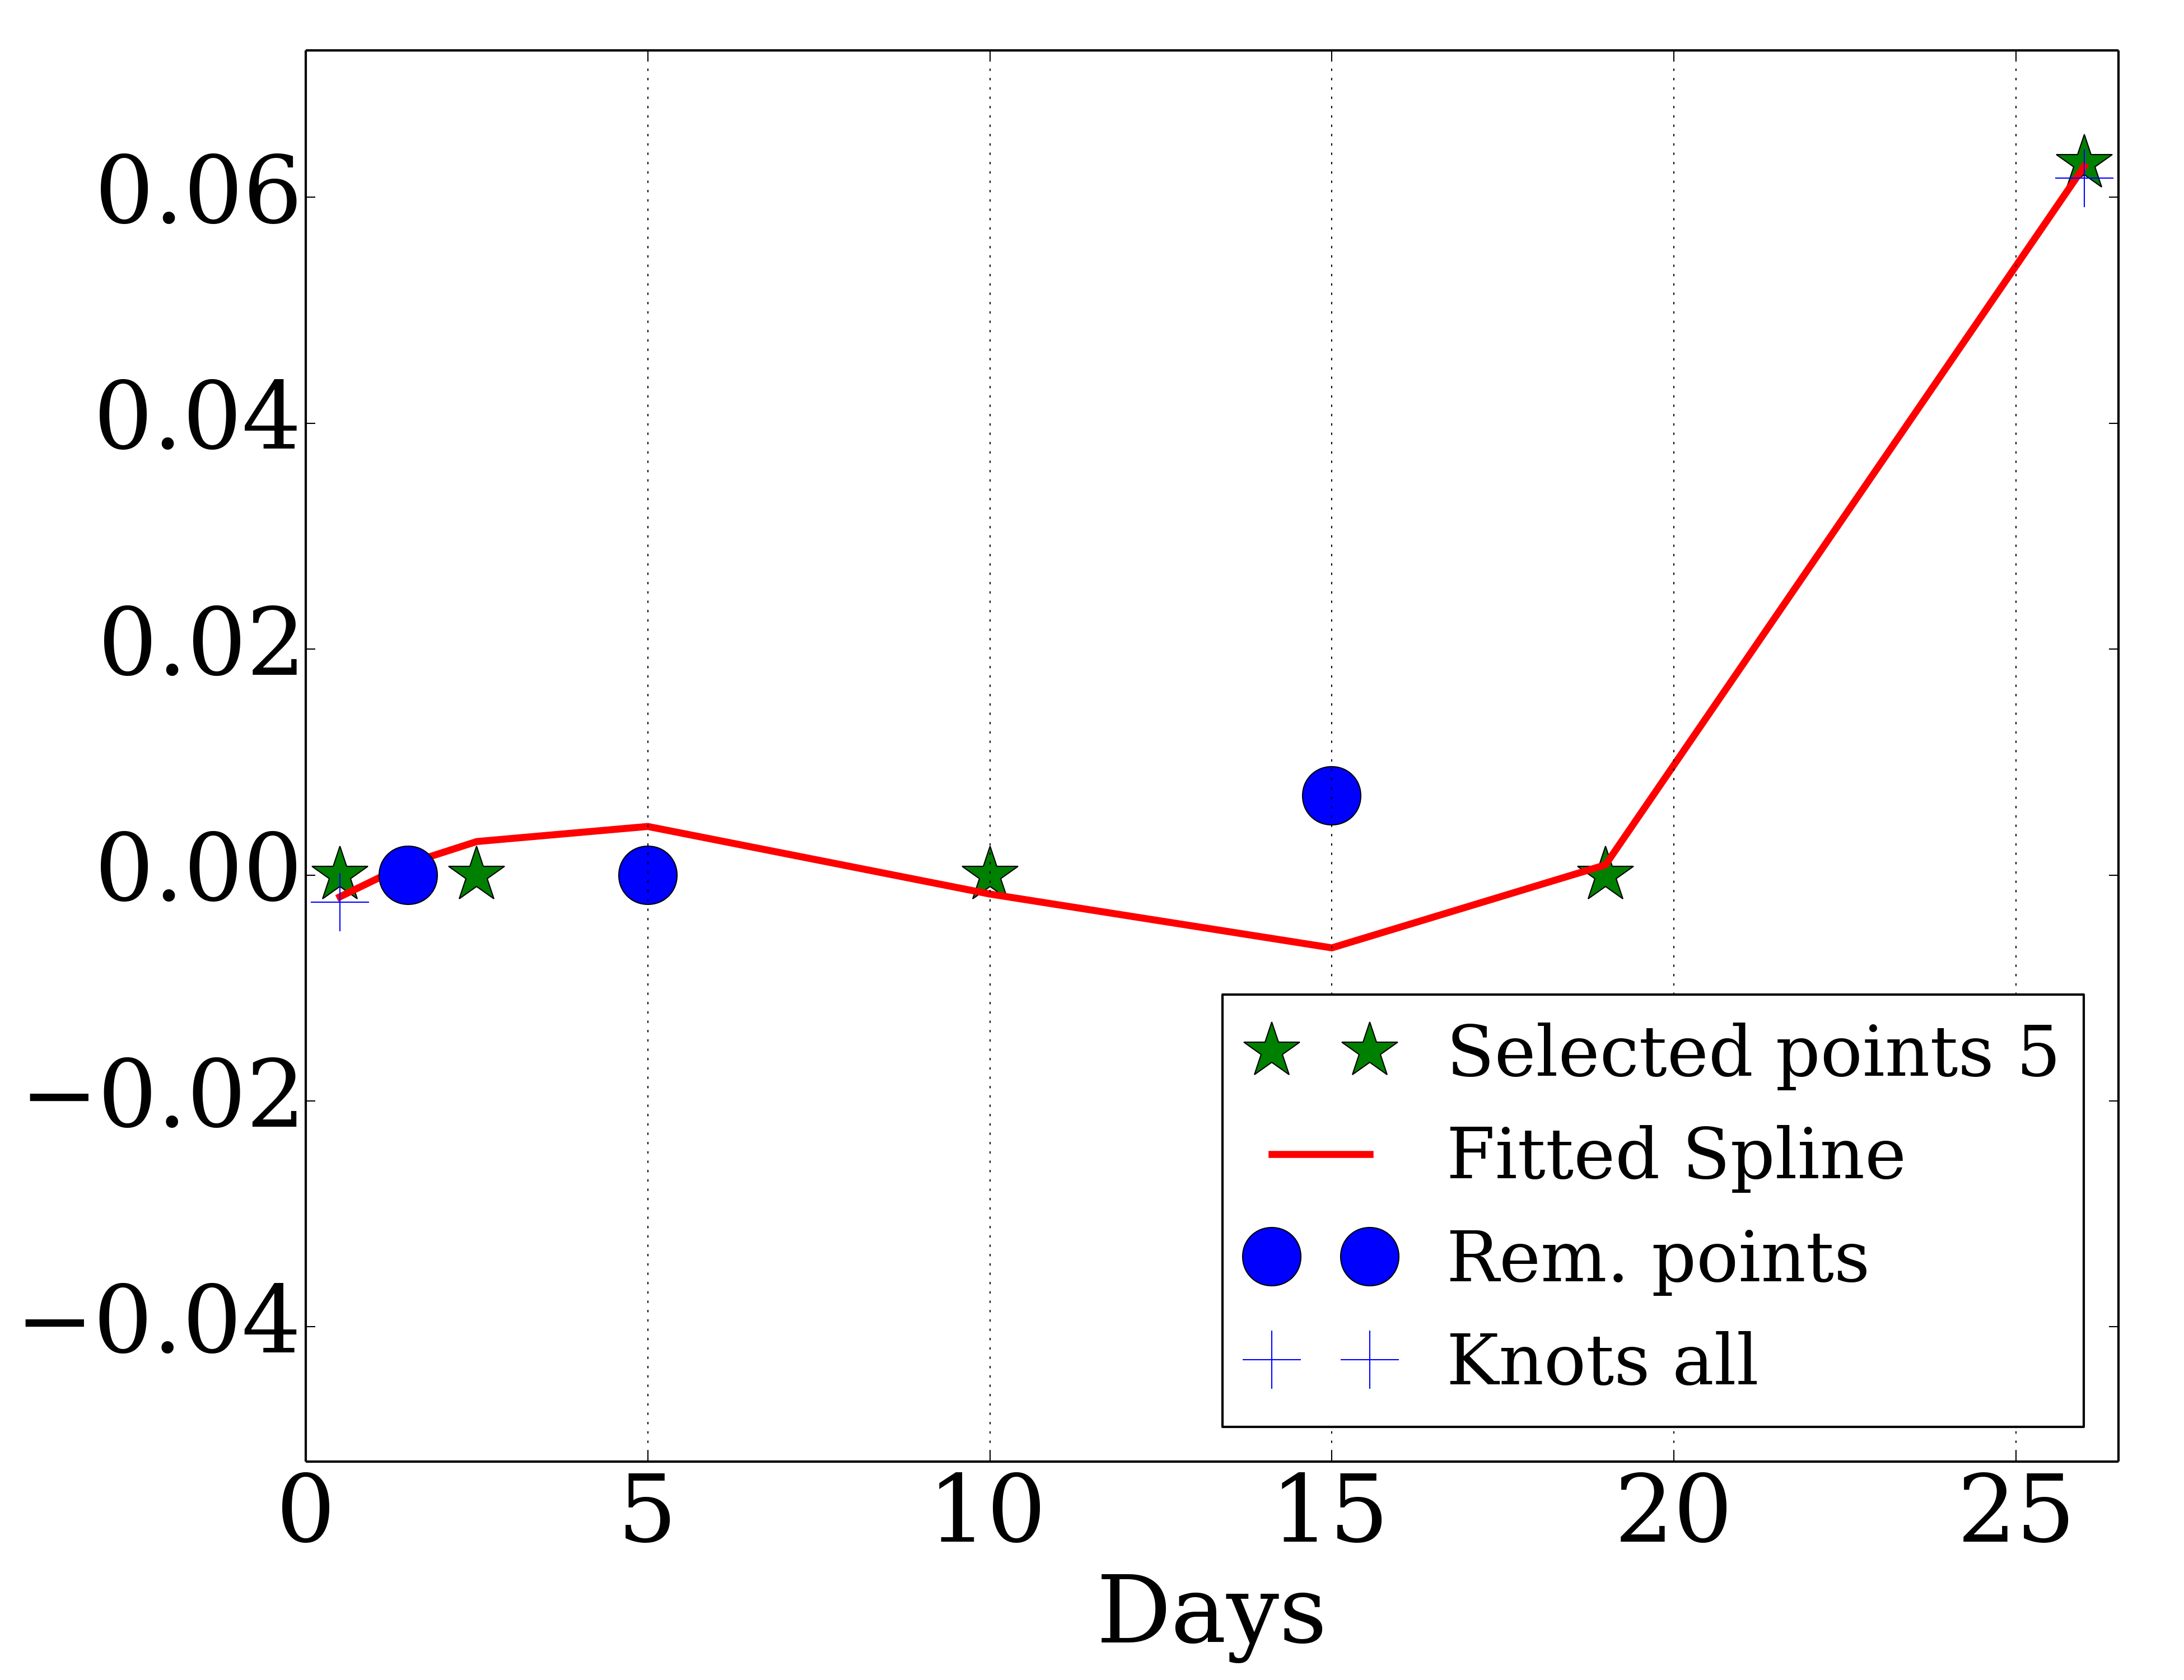 0.06
0.04
0.02
0.00
−0.02
−0.04
Selected points 5
Fitted Spline
Rem. points
Knots all
0 5 10 15 20 25
Days